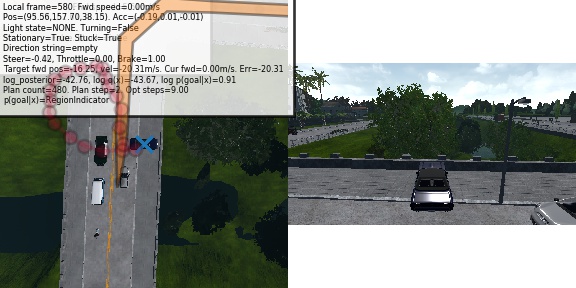 Local frame=580. Fwd speed=0.00m/s
Pos=(95.56,157.70,38.15). Acc=(-0.19,0.01,-0.01)
Light state=NONE. Turning=False
Stationary=True. Stuck=True
Direction string=empty
Steer=-0.42, Throttle=0.00, Brake=1.00
Target fwd pos=-16.25, vel=-20.31m/s. Cur fwd=0.00m/s. Err=-20.31
log_posterior=-42.76, log q(x)=-43.67, log p(goal|x)=0.91
Plan count=480. Plan step=2. Opt steps=9.00
p(goal|x)=RegionIndicator